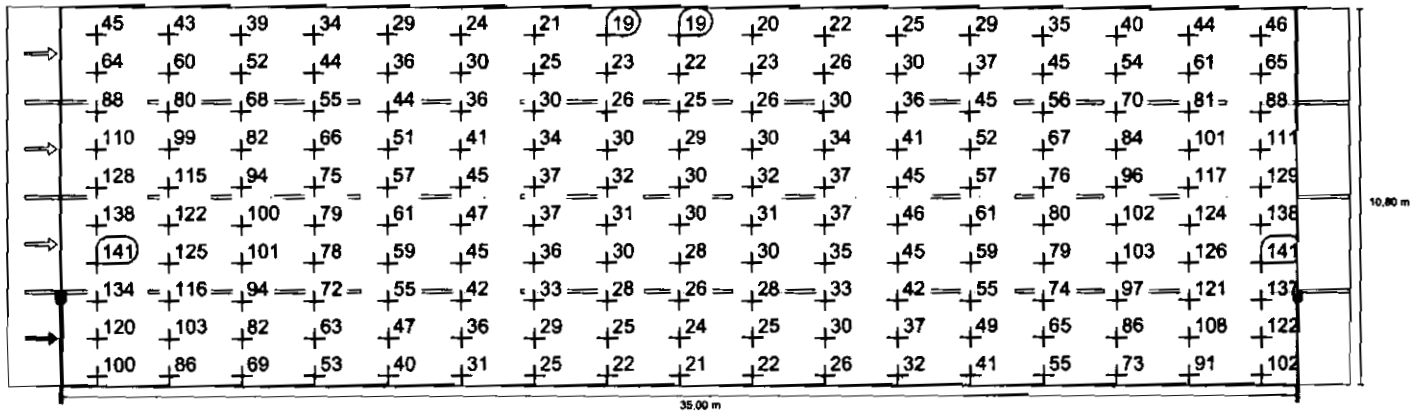 45 43 39 34 29 24 21 19 19 20 22 25 29 35 40 44 46
64 60 52 44 36 30 25 23 22 23 26 30 37 45 54 61 65
88 80 68 55 44 36 30 26 25 26 30 36 45 56 70 81 88
110 99 82 66 51 41 34 30 29 30 34 41 52 67 84 101 111
128 115 94 75 57 45 37 32 30 32 37 45 57 76 96 117 129
10,80 m
138 122 100 79 61 47 37 31 30 31 37 46 61 80 102 124 138
141 125 101 78 59 45 36 30 28 30 35 45 59 79 103 126 141
134 116 94 72 55 42 33 28 26 28 33 42 55 74 97 121 137
120 103 82 63 47 36 29 25 24 25 30 37 49 65 86 108 122
100 86 69 53 40 31 25 22 21 22 26 32 41 55 73 91 102
35,00 m